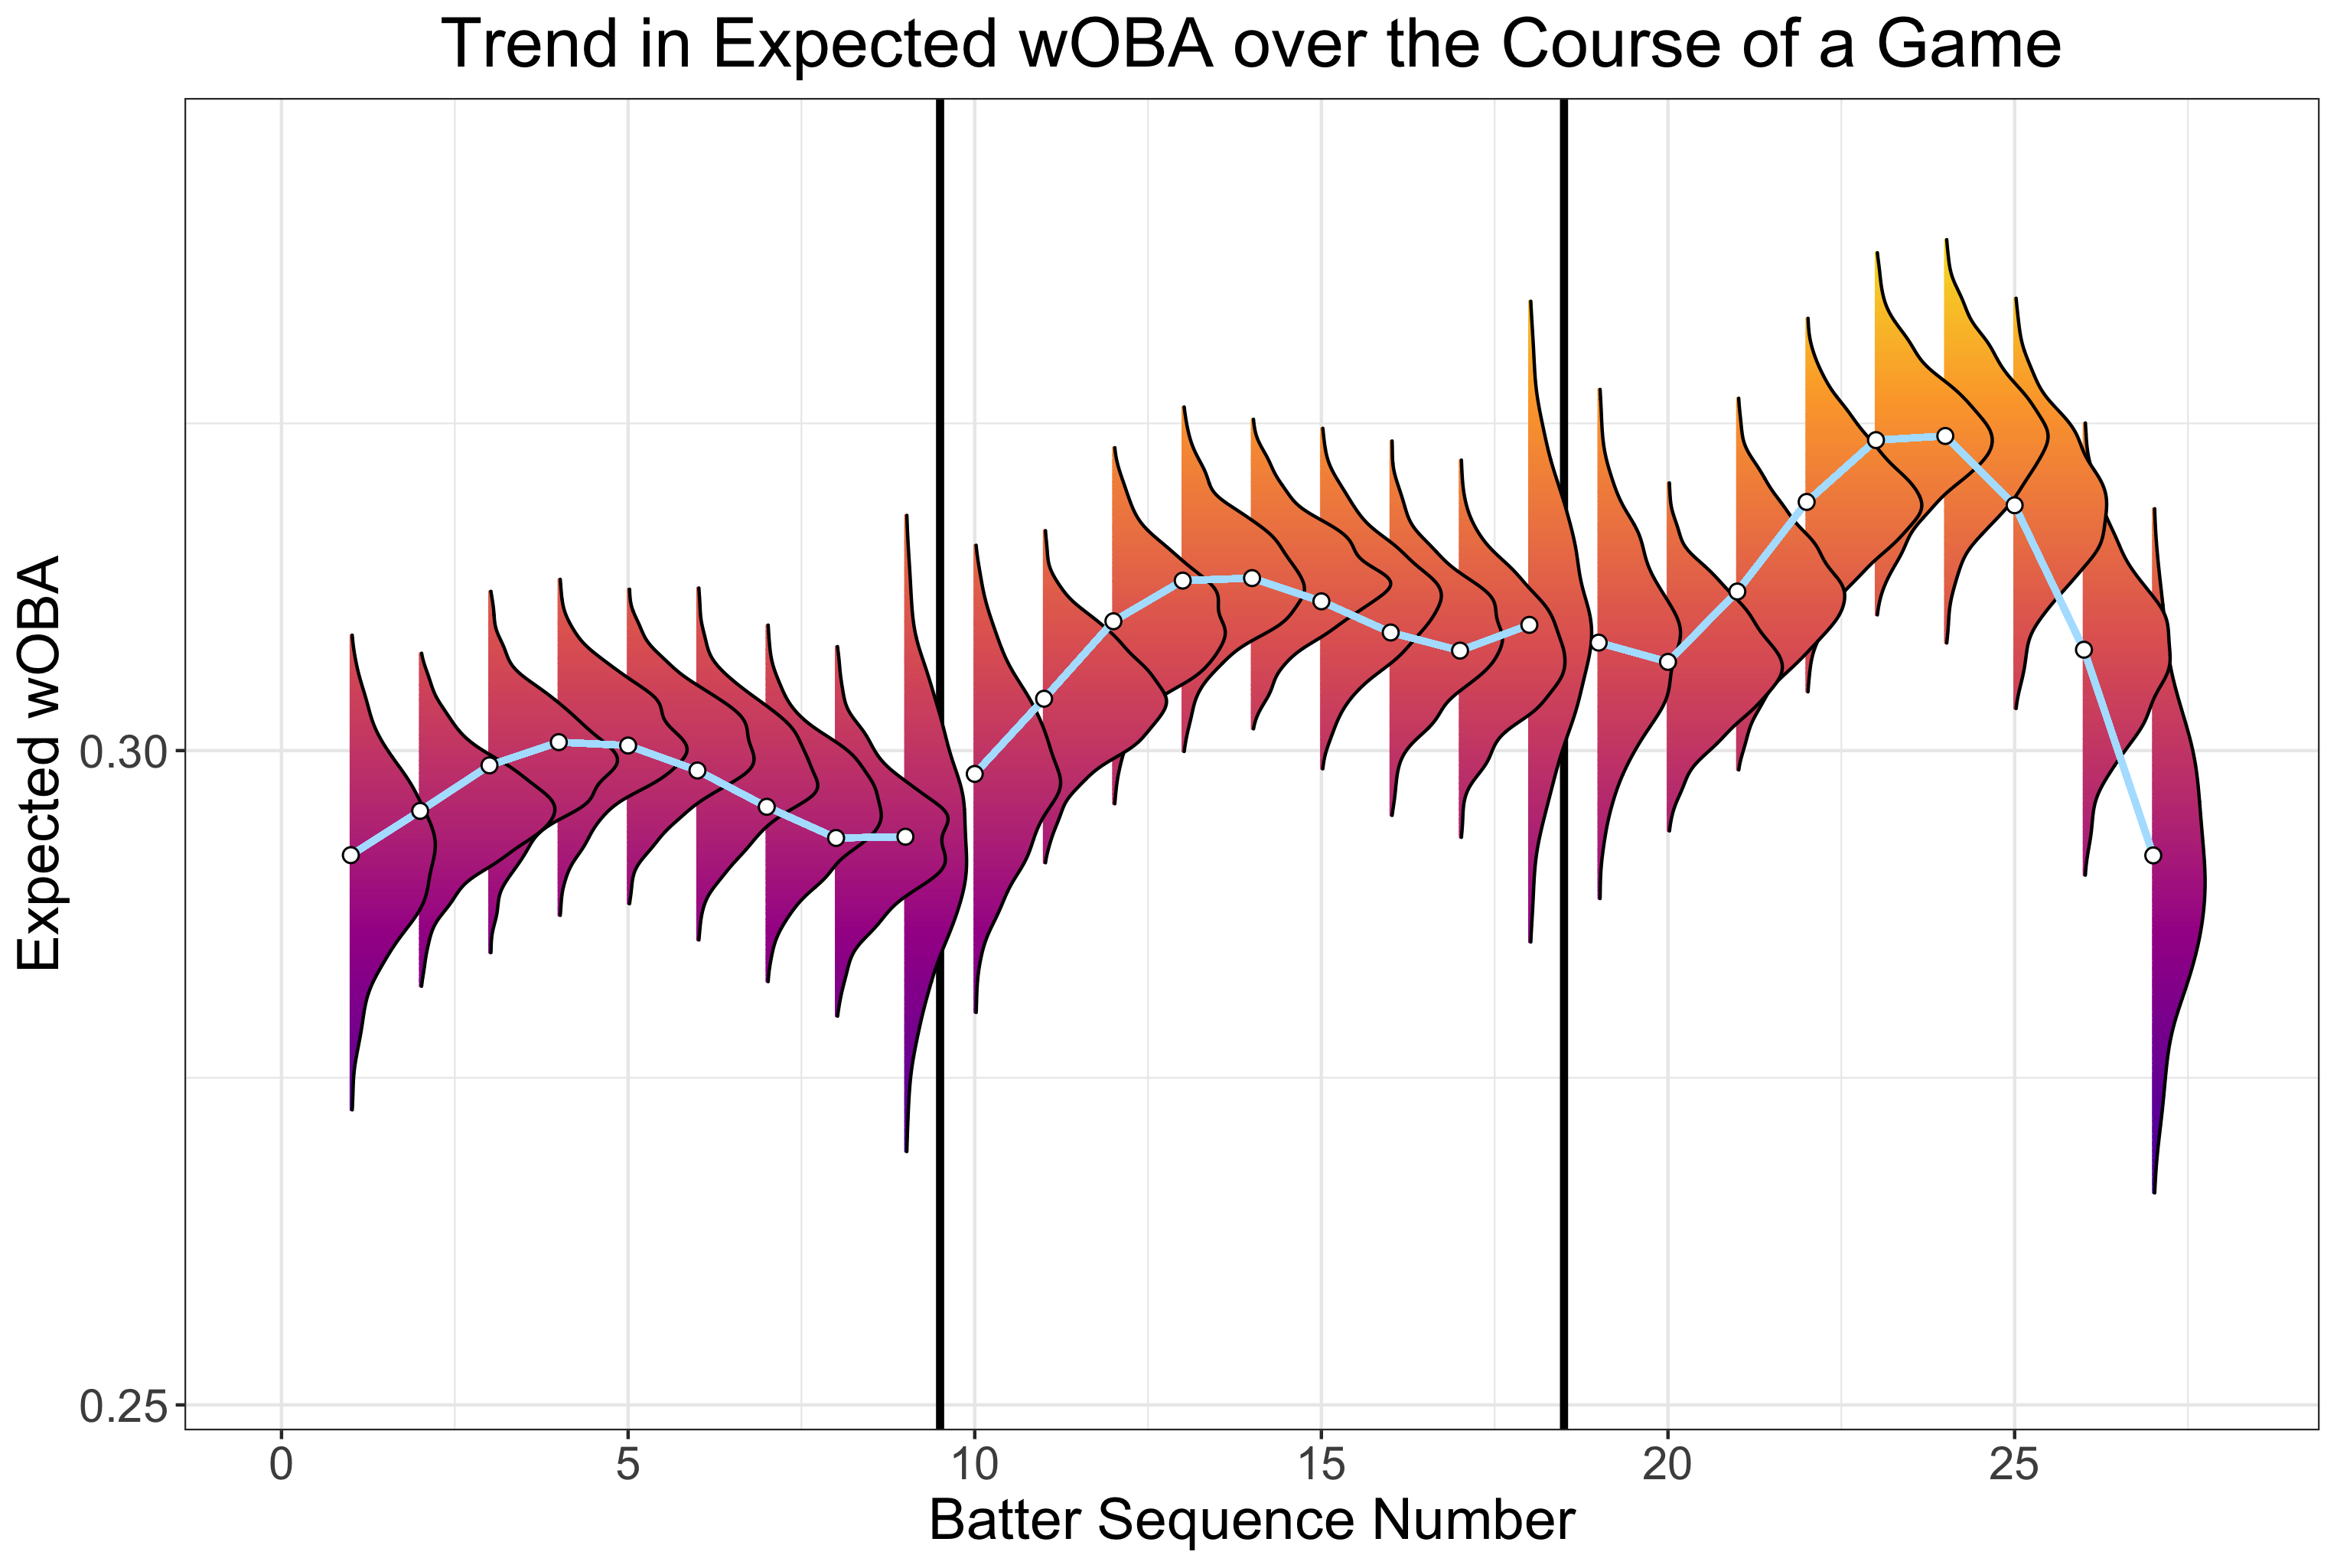 Trend in Expected wOBA over the Course of a Game
Expected wOBA
0.30
0.25
0 5 10 15 20 25
Batter Sequence Number